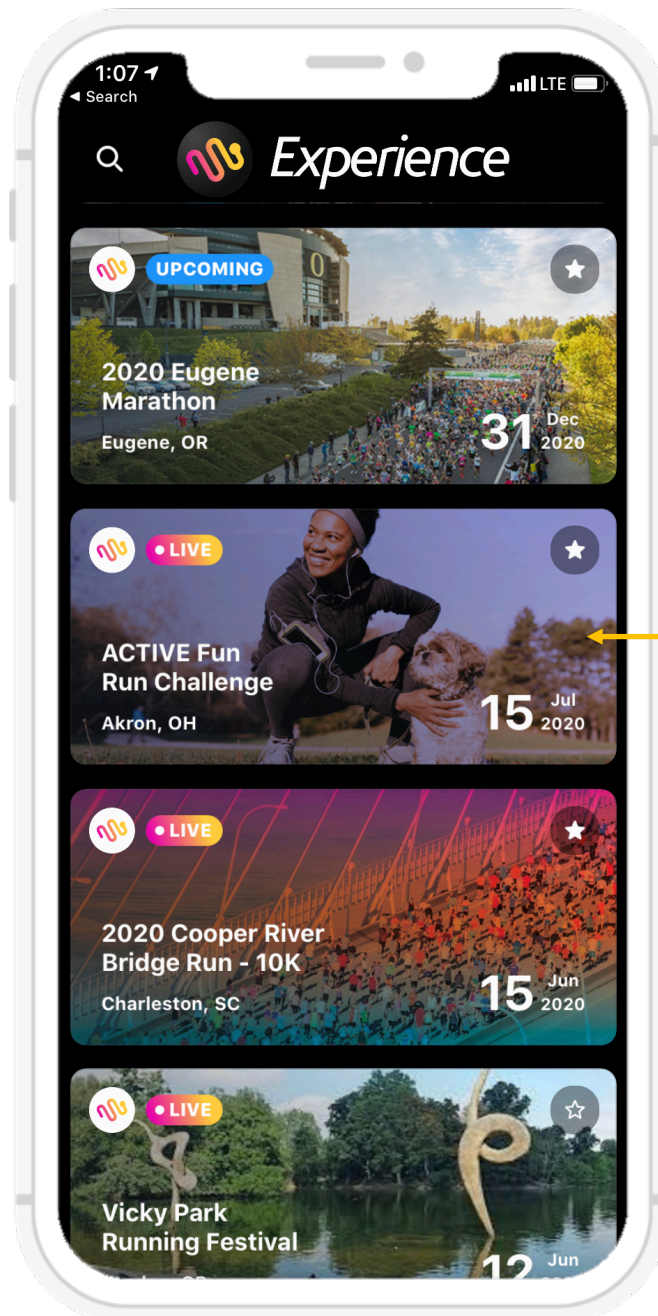 1:07
LTE
Search
Experience
UPCOMING
O
2020 Eugene
Marathon
Eugene, OR
31 Dec
2020
LIVE
ACTIVE Fun
Run Challenge
Akron, OH
15 Jul
2020
LIVE
2020 Cooper River
Bridge Run - 10K
Charleston, SC
15 Jun
2020
LIVE
Vicky Park
Running Festival
12 Jun